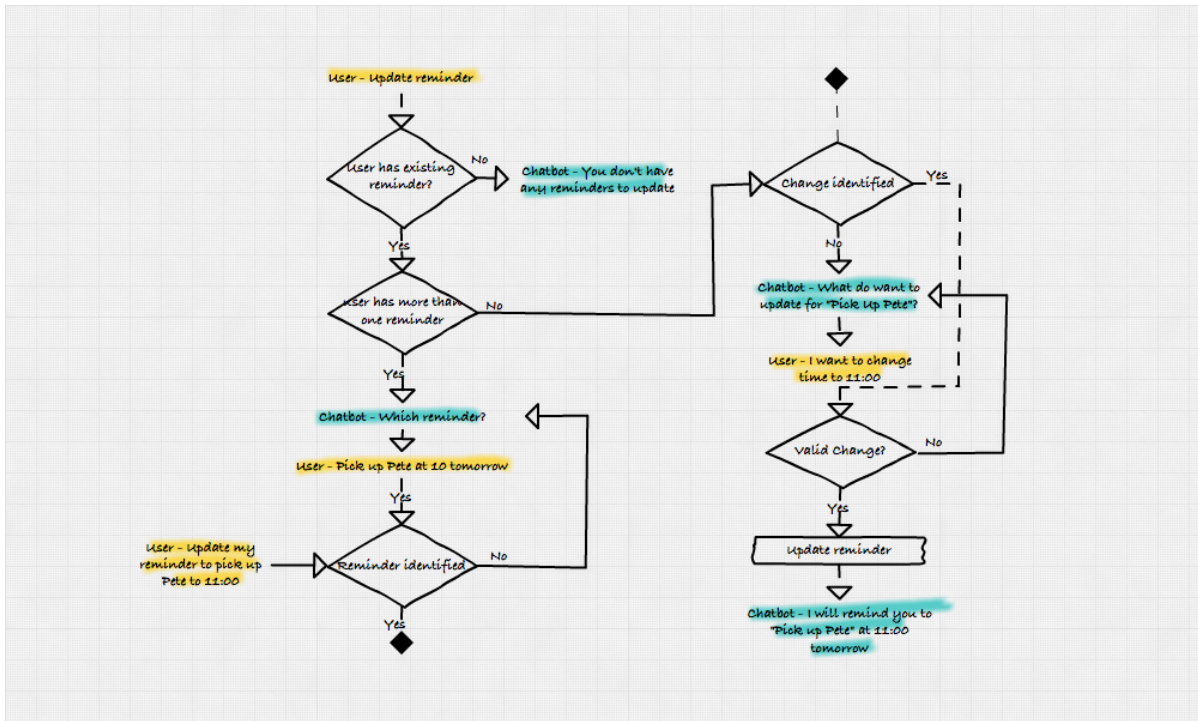 User - Update reminder
User has existing
reminder?
No
Chatbot - You don't have
any reminders to update
Yes
User has more than
one reminder
No
Yes
Chatbot - Which reminder?
User - Pick up Pete at 10 tomorrow
Yes
User - Update my
reminder to pick up
Pete to 11:00
Reminder identified
No
Yes
Change identified
Yes
No
Chatbot - What do want to
update for "Pick Up Pete"?
User - I want to change
time to 11:00
Valid Change?
No
Yes
Update reminder
Chatbot - I will remind you to
"Pick up Pete" at 11:00
tomorrow